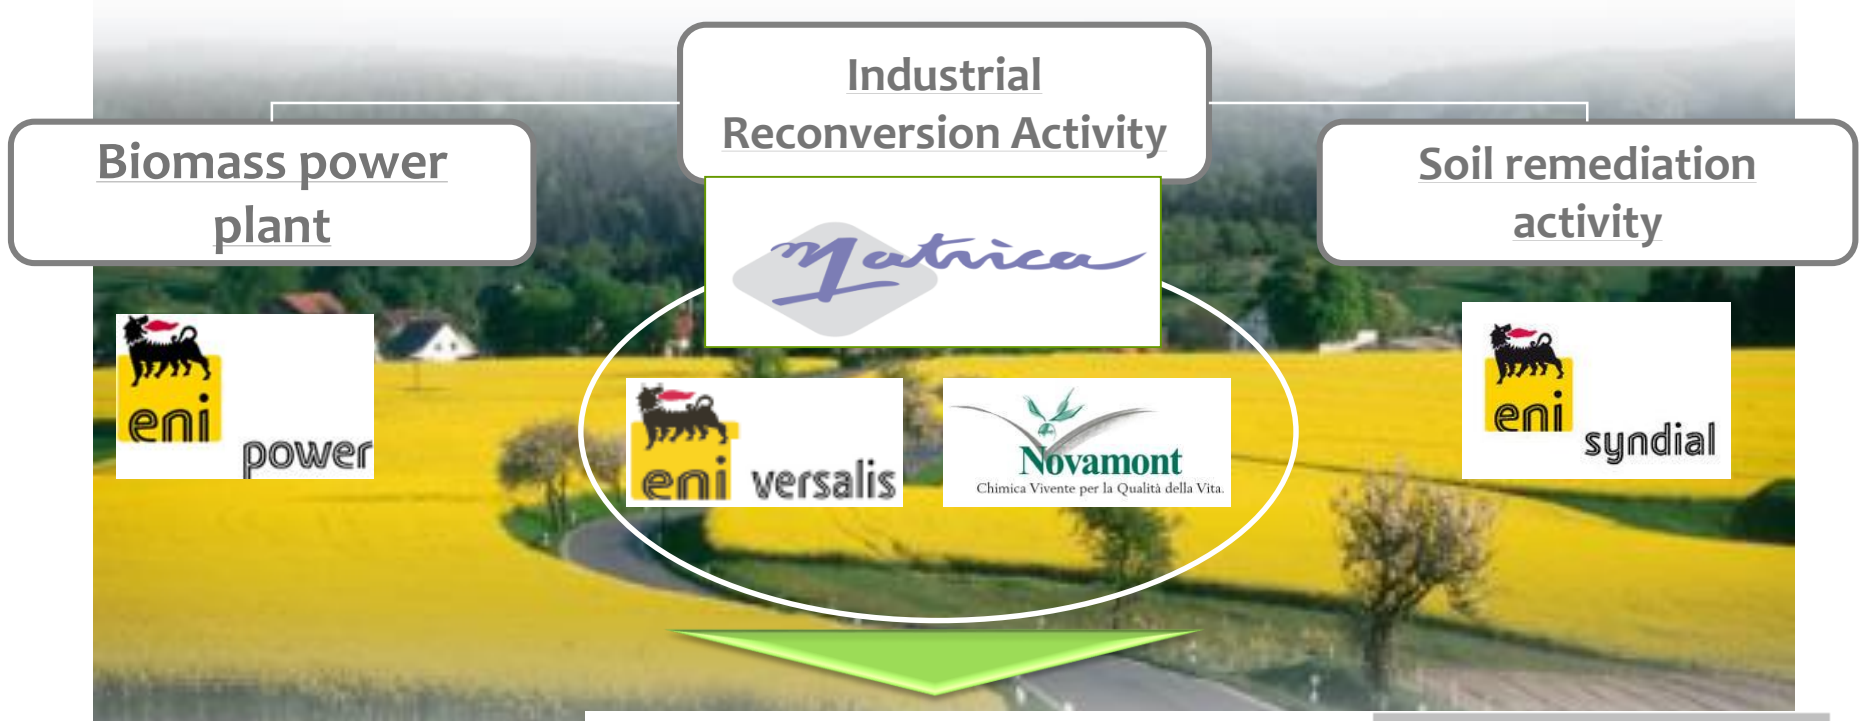 Industrial
Reconversion Activity
Biomass power
plant
Soil remediation
activity
Matrica
eni
power
eni
versalis
Novamont
Chimica Vivente per la Qualità della Vita.
eni
syndial